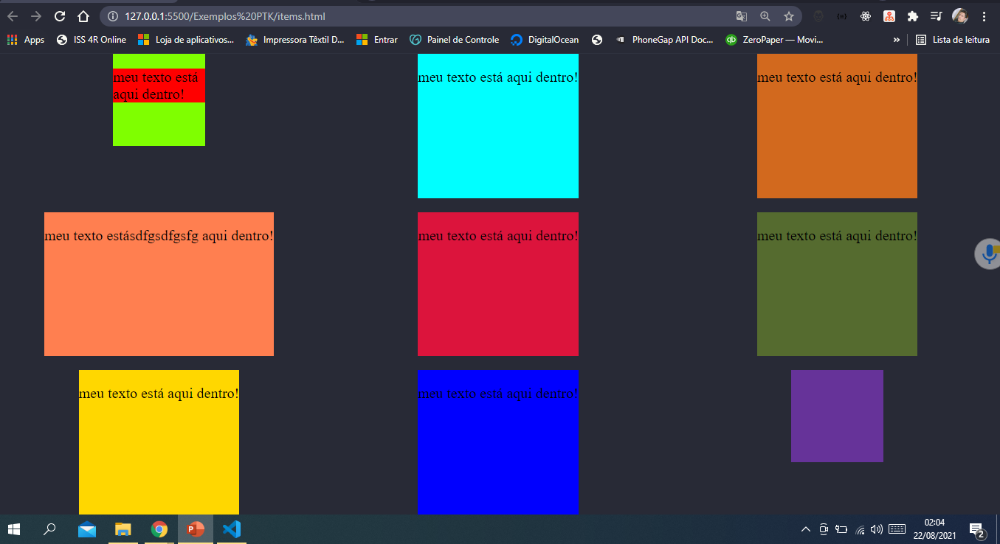 127.0.0.1:5500/Exemplos%20PTK/items.html
Apps
ISS 4R Online
Loja de aplicativos...
Impressora Têxtil D...
Entrar
Painel de Controle
DigitalOcean
PhoneGap API Doc...
ZeroPaper — Movi...
»
Lista de leitura
meu texto está
aqui dentro!
meu texto está aqui dentro!
meu texto está aqui dentro!
meu texto estásdfgsdfgsfg aqui dentro!
meu texto está aqui dentro!
meu texto está aqui dentro!
meu texto está aqui dentro!
meu texto está aqui dentro!
02:04
22/08/2021
2